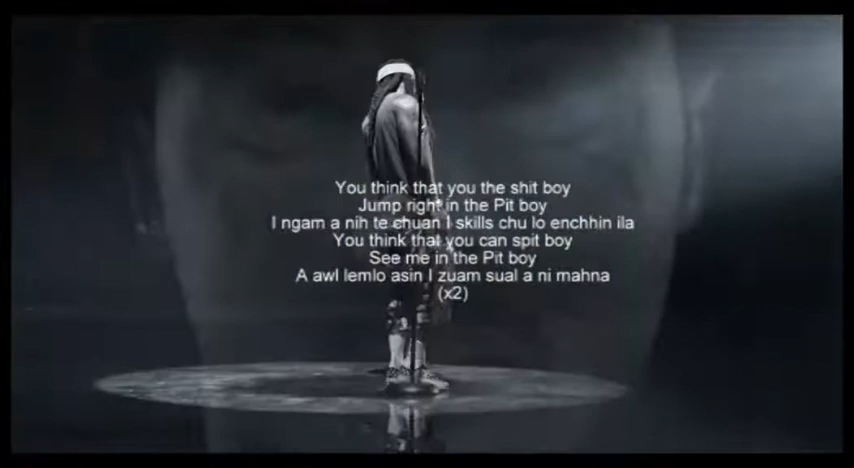 You think that you the shit boy
Jump right in the Pit boy
I ngam a nih te chuan I skills chu lo enchhin ila
You think that you can spit boy
See me in the Pit boy
A awl lemlo asin I zuam sual a ni mahna
(x2)